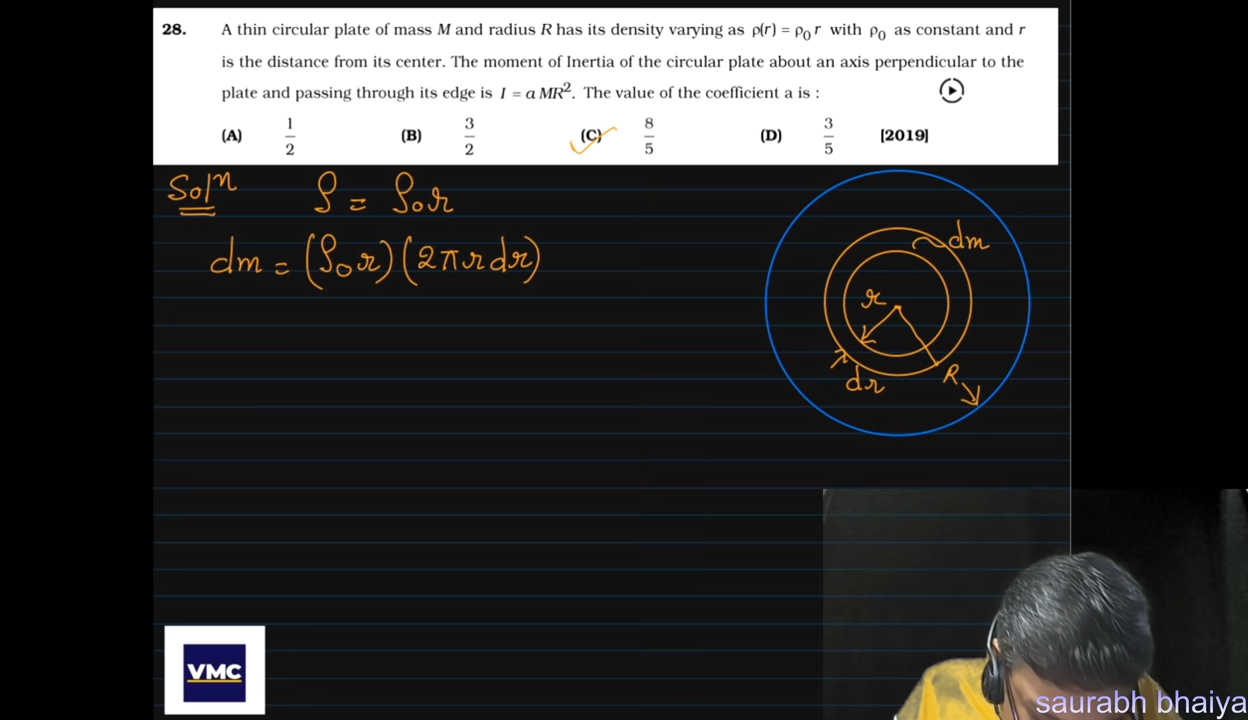 28. A thin circular plate of mass M and radius R has its density varying as ρ(r) = ρ₀ r with ρ₀ as constant and r
is the distance from its center. The moment of Inertia of the circular plate about an axis perpendicular to the
plate and passing through its edge is I = a MR². The value of the coefficient a is :
(A) 1/2 (B) 3/2 (C) 8/5 (D) 3/5 [2019]
Solⁿ ρ = ρ₀r
dm = (ρ₀r)(2πrdr)
dm
r
dr
R
VMC
saurabh bhaiya